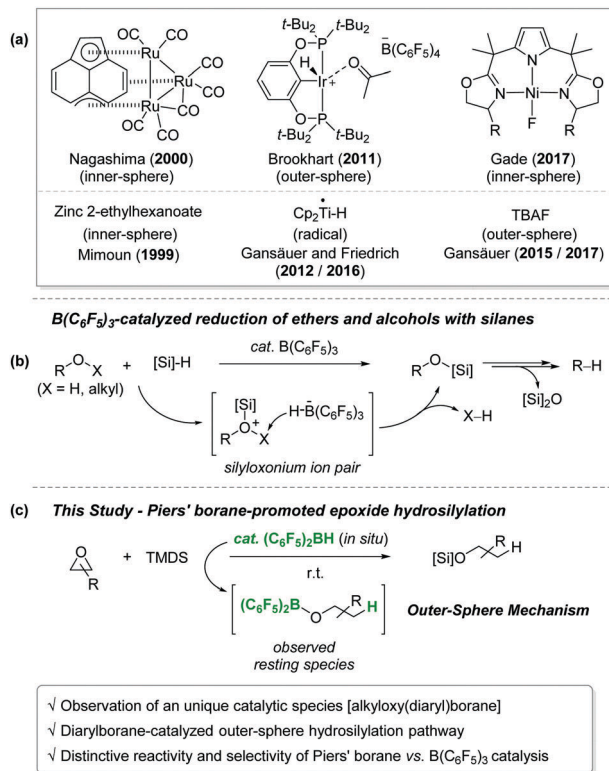 (a)
t-Bu2 t-Bu2
CO CO O P
CO H B(C6F5)4
Ru Ir+ O N
Ru CO N Ni N
Ru CO O P O O
CO CO CO t-Bu2 t-Bu2 R F R
Nagashima (2000) Brookhart (2011) Gade (2017)
(inner-sphere) (outer-sphere) (inner-sphere)
Zinc 2-ethylhexanoate Cp2Ti-H TBAF
(inner-sphere) (radical) (outer-sphere)
Mimoun (1999) Gansäuer and Friedrich Gansäuer (2015 / 2017)
(2012 / 2016)
B(C6F5)3-catalyzed reduction of ethers and alcohols with silanes
(b)
R O X + [Si]-H cat. B(C6F5)3 R O [Si] R–H
(X = H, alkyl) [Si]2O
[Si] H-B(C6F5)3
R O+ X X–H
silyloxonium ion pair
(c) This Study - Piers' borane-promoted epoxide hydrosilylation
cat. (C6F5)2BH (in situ)
O R + TMDS [Si]O R H
r.t.
(C6F5)2B O R H Outer-Sphere Mechanism
observed
resting species
√ Observation of an unique catalytic species [alkyloxy(diaryl)borane]
√ Diarylborane-catalyzed outer-sphere hydrosilylation pathway
√ Distinctive reactivity and selectivity of Piers' borane vs. B(C6F5)3 catalysis